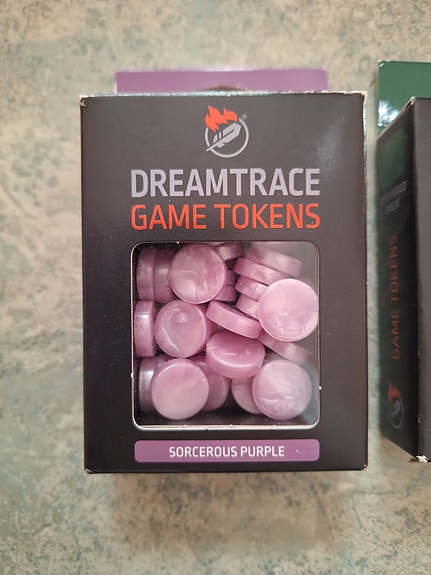 DREAMTRACE
GAME TOKENS
SORCEROUS PURPLE
GAME TOKENS